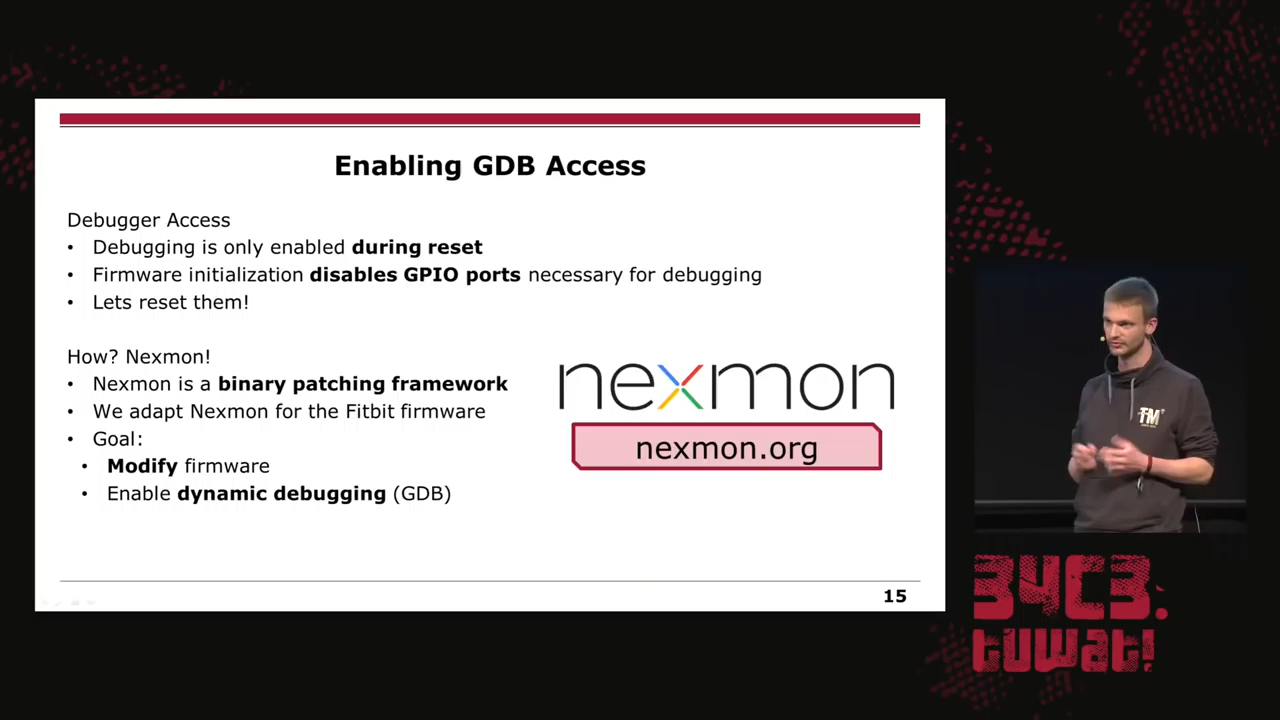 Enabling GDB Access
Debugger Access
• Debugging is only enabled during reset
• Firmware initialization disables GPIO ports necessary for debugging
• Lets reset them!
How? Nexmon!
• Nexmon is a binary patching framework
• We adapt Nexmon for the Fitbit firmware
• Goal:
• Modify firmware
• Enable dynamic debugging (GDB)
nexmon
nexmon.org
15
TM
34C3.
tuwat!